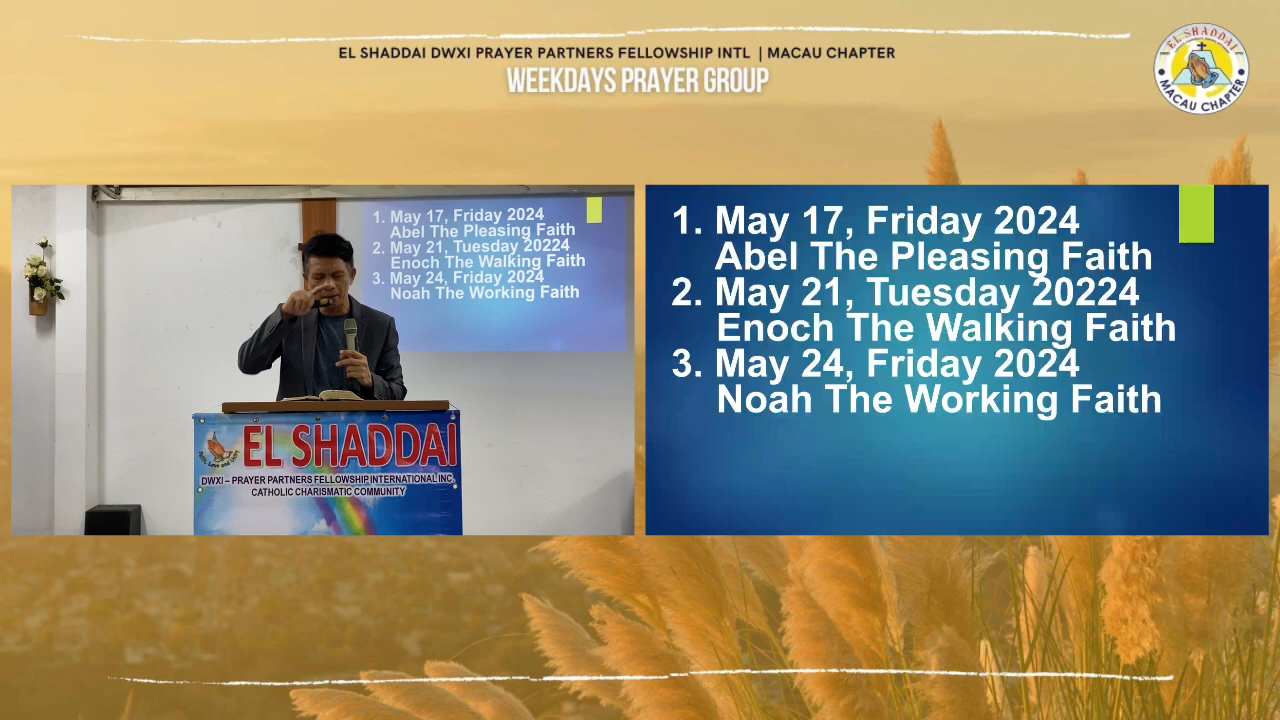 EL SHADDAI DWXI PRAYER PARTNERS FELLOWSHIP INTL | MACAU CHAPTER
WEEKDAYS PRAYER GROUP
EL SHADDAI
MACAU CHAPTER
1. May 17, Friday 2024
Abel The Pleasing Faith
2. May 21, Tuesday 20224
Enoch The Walking Faith
3. May 24, Friday 2024
Noah The Working Faith
EL SHADDAI
DWXI – PRAYER PARTNERS FELLOWSHIP INTERNATIONAL INC.
CATHOLIC CHARISMATIC COMMUNITY
1. May 17, Friday 2024
Abel The Pleasing Faith
2. May 21, Tuesday 20224
Enoch The Walking Faith
3. May 24, Friday 2024
Noah The Working Faith